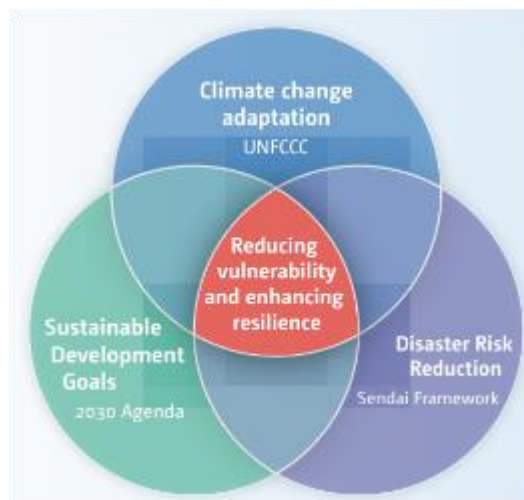 Climate change
adaptation
UNFCCC
Reducing
vulnerability
and enhancing
resilience
Sustainable
Development
Goals
2030 Agenda
Disaster Risk
Reduction
Sendai Framework